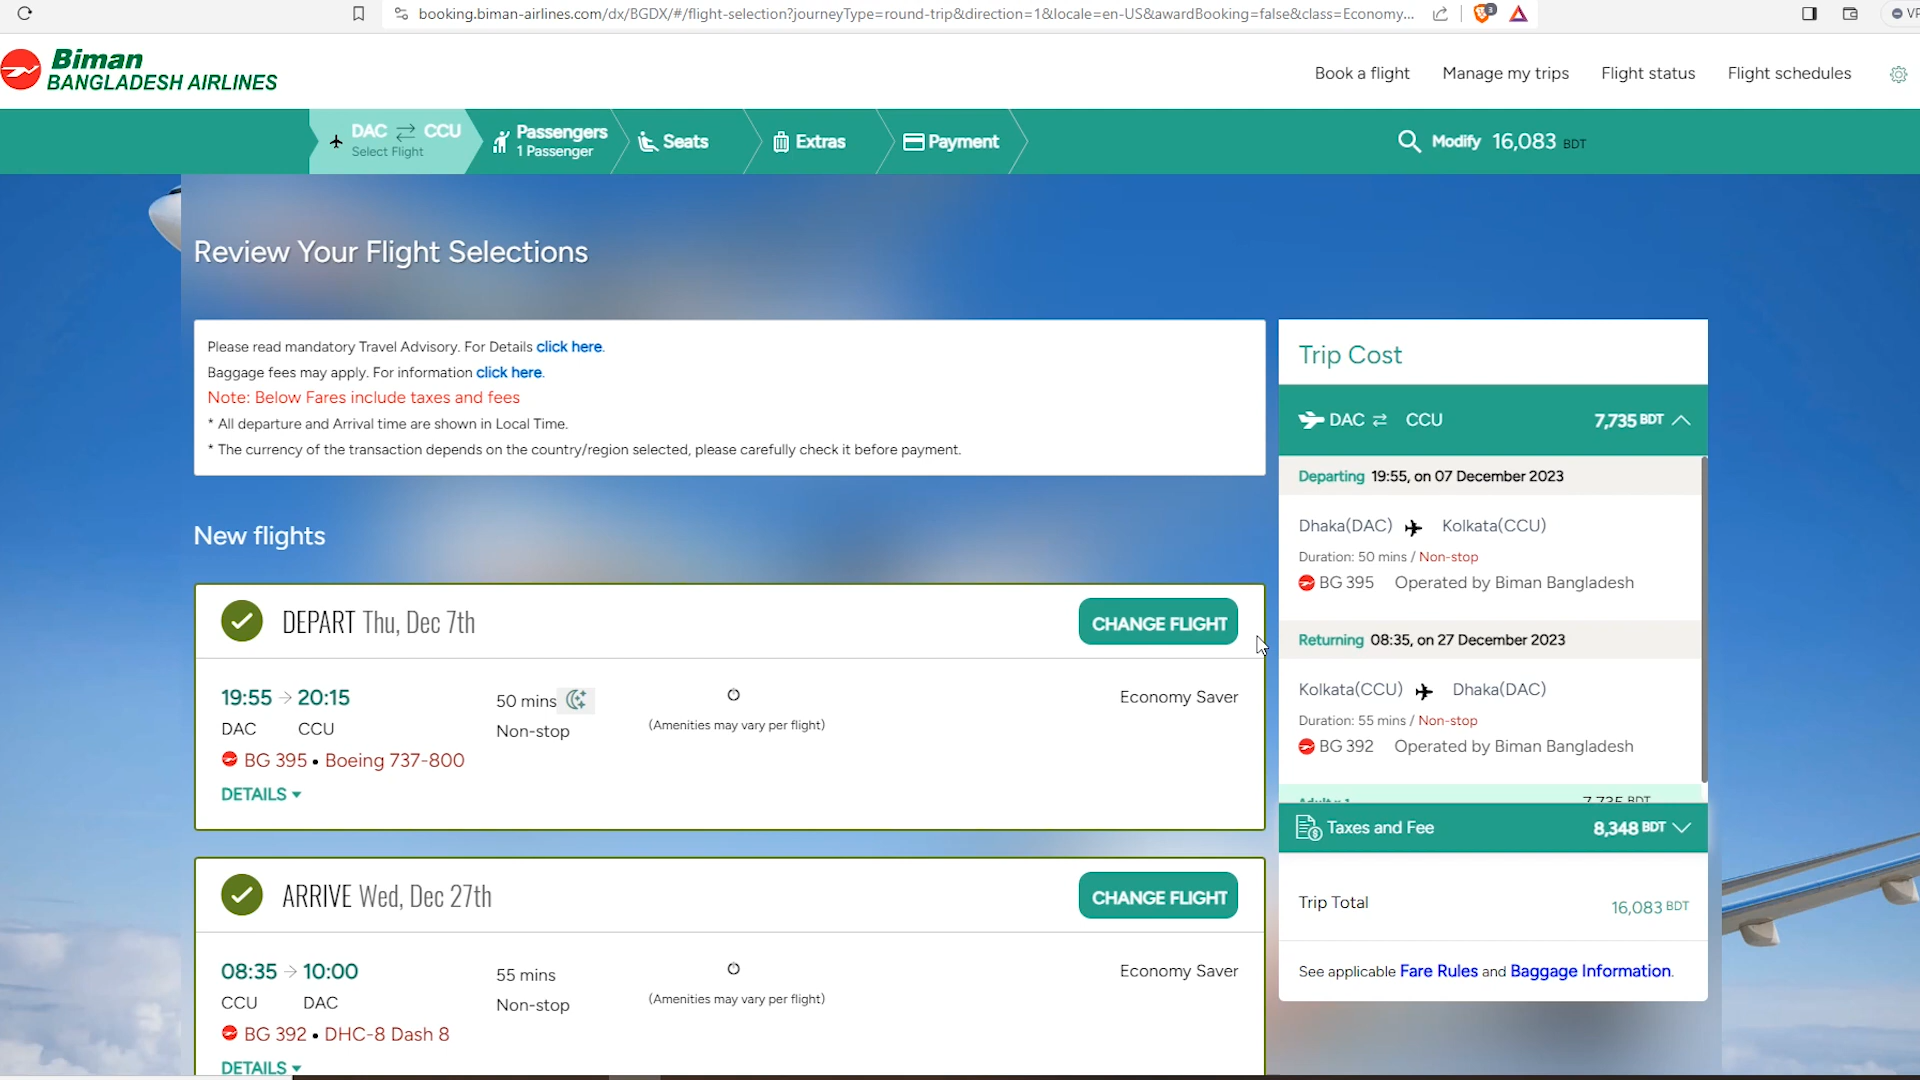 booking.biman-airlines.com/dx/BGDX/#/flight-selection?journeyType=round-trip&direction=1&locale=en-US&awardBooking=false&class=Economy...
3
VP
Biman
BANGLADESH AIRLINES
Book a flight
Manage my trips
Flight status
Flight schedules
DAC ⇄ CCU
Select Flight
Passengers
1 Passenger
Seats
Extras
Payment
Modify 16,083 BDT
Review Your Flight Selections
Please read mandatory Travel Advisory. For Details click here.
Baggage fees may apply. For information click here.
Note: Below Fares include taxes and fees
* All departure and Arrival time are shown in Local Time.
* The currency of the transaction depends on the country/region selected, please carefully check it before payment.
New flights
DEPART Thu, Dec 7th
CHANGE FLIGHT
19:55 → 20:15
50 mins
(Amenities may vary per flight)
Economy Saver
DAC CCU
Non-stop
BG 395 • Boeing 737-800
DETAILS
ARRIVE Wed, Dec 27th
CHANGE FLIGHT
08:35 → 10:00
55 mins
(Amenities may vary per flight)
Economy Saver
CCU DAC
Non-stop
BG 392 • DHC-8 Dash 8
DETAILS
Trip Cost
DAC ⇄ CCU 7,735 BDT
Departing 19:55, on 07 December 2023
Dhaka(DAC) Kolkata(CCU)
Duration: 50 mins / Non-stop
BG 395 Operated by Biman Bangladesh
Returning 08:35, on 27 December 2023
Kolkata(CCU) Dhaka(DAC)
Duration: 55 mins / Non-stop
BG 392 Operated by Biman Bangladesh
Adult x 1 7,735 BDT
Taxes and Fee 8,348 BDT
Trip Total 16,083 BDT
See applicable Fare Rules and Baggage Information.